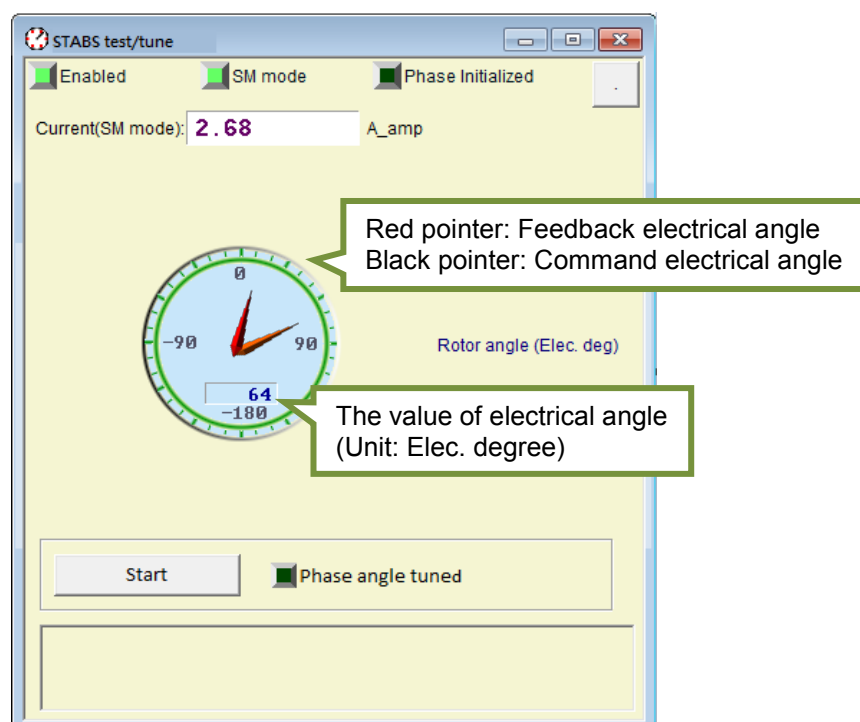 STABS test/tune
Enabled SM mode Phase Initialized .
Current(SM mode): 2.68 A_amp
Red pointer: Feedback electrical angle
Black pointer: Command electrical angle
0
-90 90 Rotor angle (Elec. deg)
64
-180
The value of electrical angle
(Unit: Elec. degree)
Start Phase angle tuned